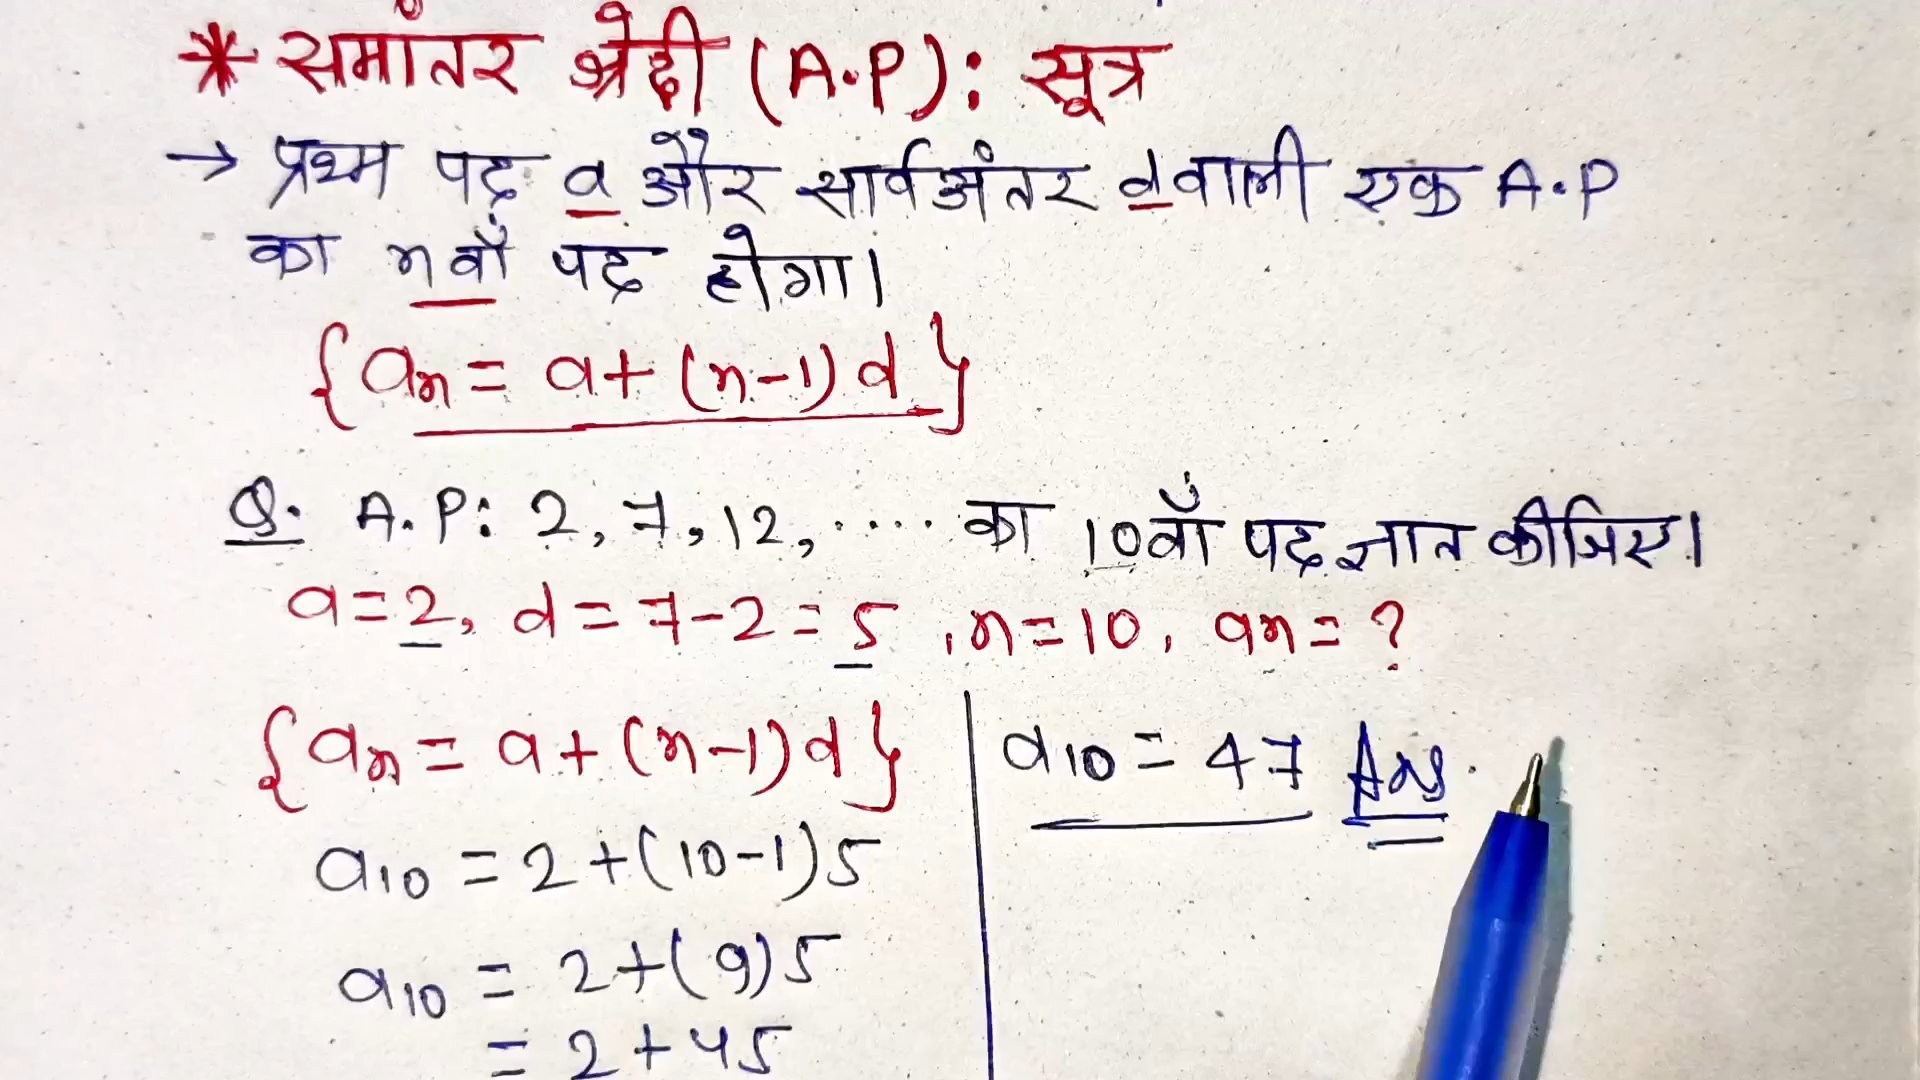 * समांतर श्रेढी (A.P): सूत्र
→ प्रथम पद a और सार्वअंतर d वाली एक A.P
का n वाँ पद होगा।
{an = a + (n-1) d}
Q. A.P: 2, 7, 12, .... का 10वाँ पद ज्ञात कीजिए।
a = 2, d = 7-2 = 5, n = 10, an = ?
{an = a + (n-1) d}
a10 = 2 + (10-1) 5
a10 = 2 + (9) 5
= 2 + 45
a10 = 47 Ans.